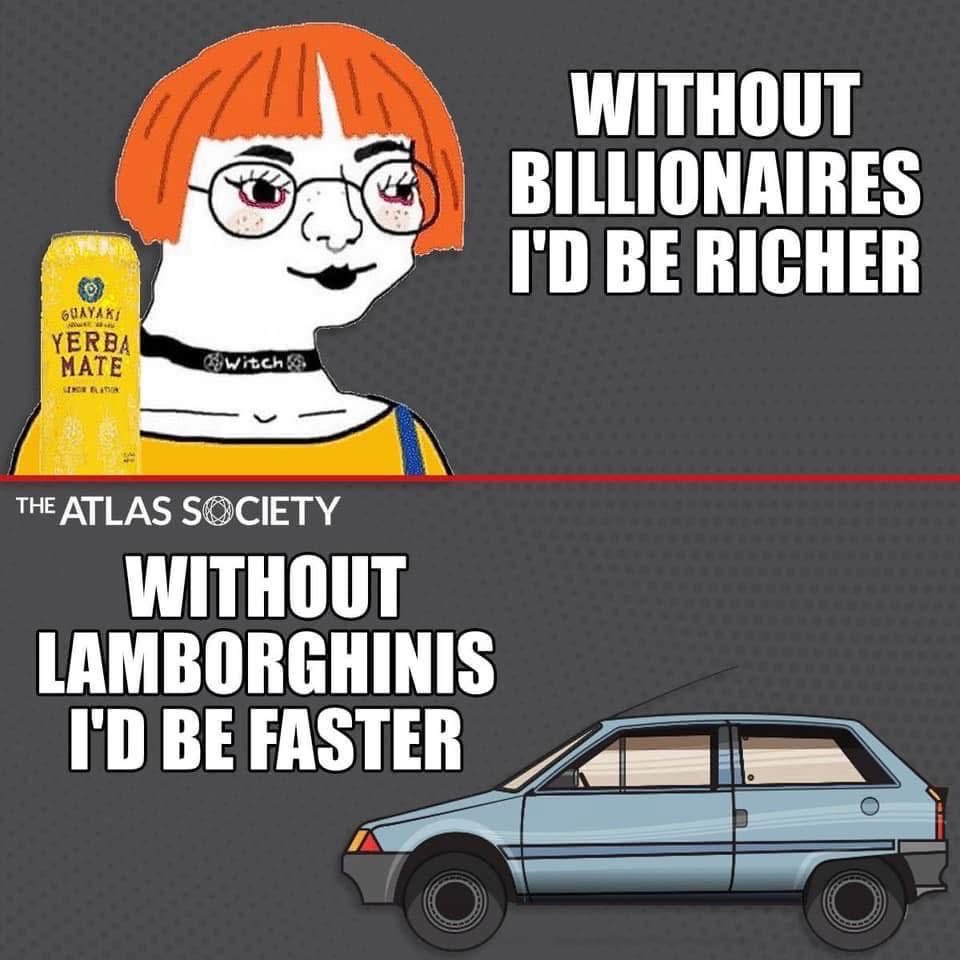 WITHOUT
BILLIONAIRES
I'D BE RICHER
GUAYAKI
YERBA
MATE
Witch
THE ATLAS SOCIETY
WITHOUT
LAMBORGHINIS
I'D BE FASTER